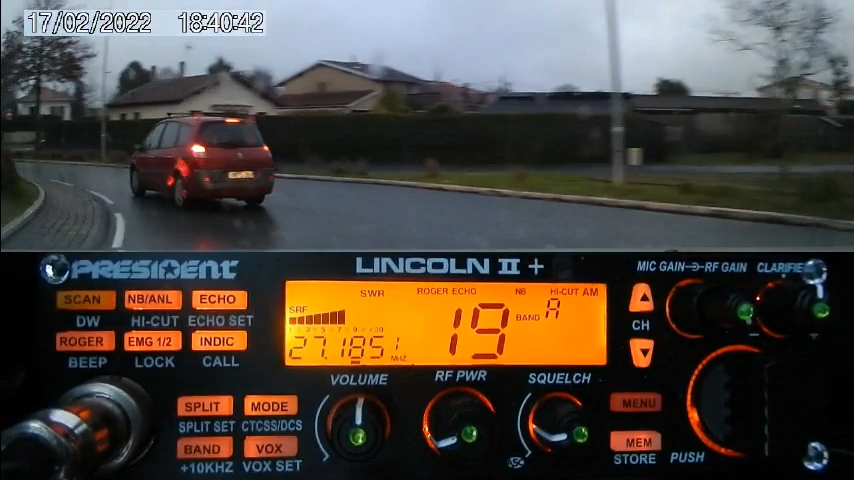 17/02/2022 18:40:42
PRESIDENT
LINCOLN II +
MIC GAIN RF GAIN CLARIFIER
SCAN NB/ANL ECHO
DW HI-CUT ECHO SET
ROGER EMG 1/2 INDIC
BEEP LOCK CALL
SWR ROGER ECHO NB HI-CUT AM
SRF
19
BAND A
27.1851 MHZ
CH
VOLUME RF PWR SQUELCH
SPLIT MODE
SPLIT SET CTCSS/DCS
BAND VOX
+10KHZ VOX SET
ASC
MENU
MEM
STORE PUSH